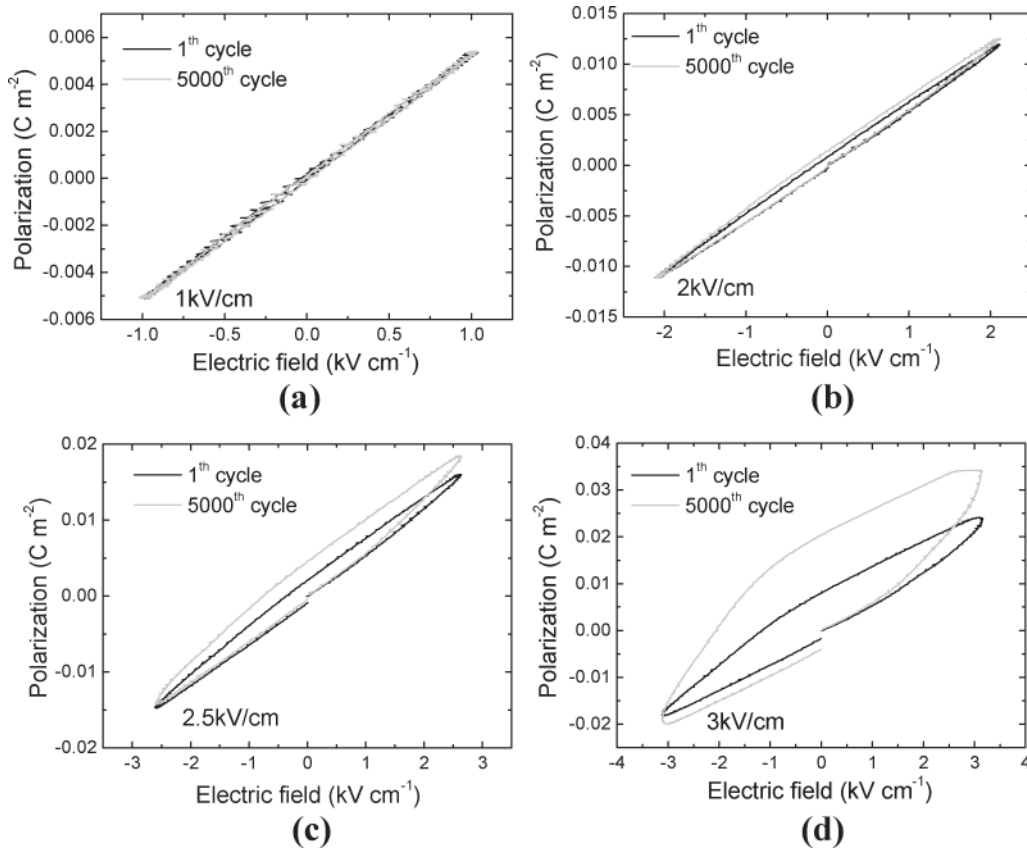 1th cycle
5000th cycle
Polarization (C m-2)
0.006
0.004
0.002
0.000
-0.002
-0.004
-0.006
1kV/cm
-1.0 -0.5 0.0 0.5 1.0
Electric field (kV cm-1)
(a)
1th cycle
5000th cycle
Polarization (C m-2)
0.015
0.010
0.005
0.000
-0.005
-0.010
-0.015
2kV/cm
-2 -1 0 1 2
Electric field (kV cm-1)
(b)
1th cycle
5000th cycle
Polarization (C m-2)
0.02
0.01
0.00
-0.01
-0.02
2.5kV/cm
-3 -2 -1 0 1 2 3
Electric field (kV cm-1)
(c)
1th cycle
5000th cycle
Polarization (C m-2)
0.04
0.03
0.02
0.01
0.00
-0.01
-0.02
3kV/cm
-4 -3 -2 -1 0 1 2 3 4
Electric field (kV cm-1)
(d)